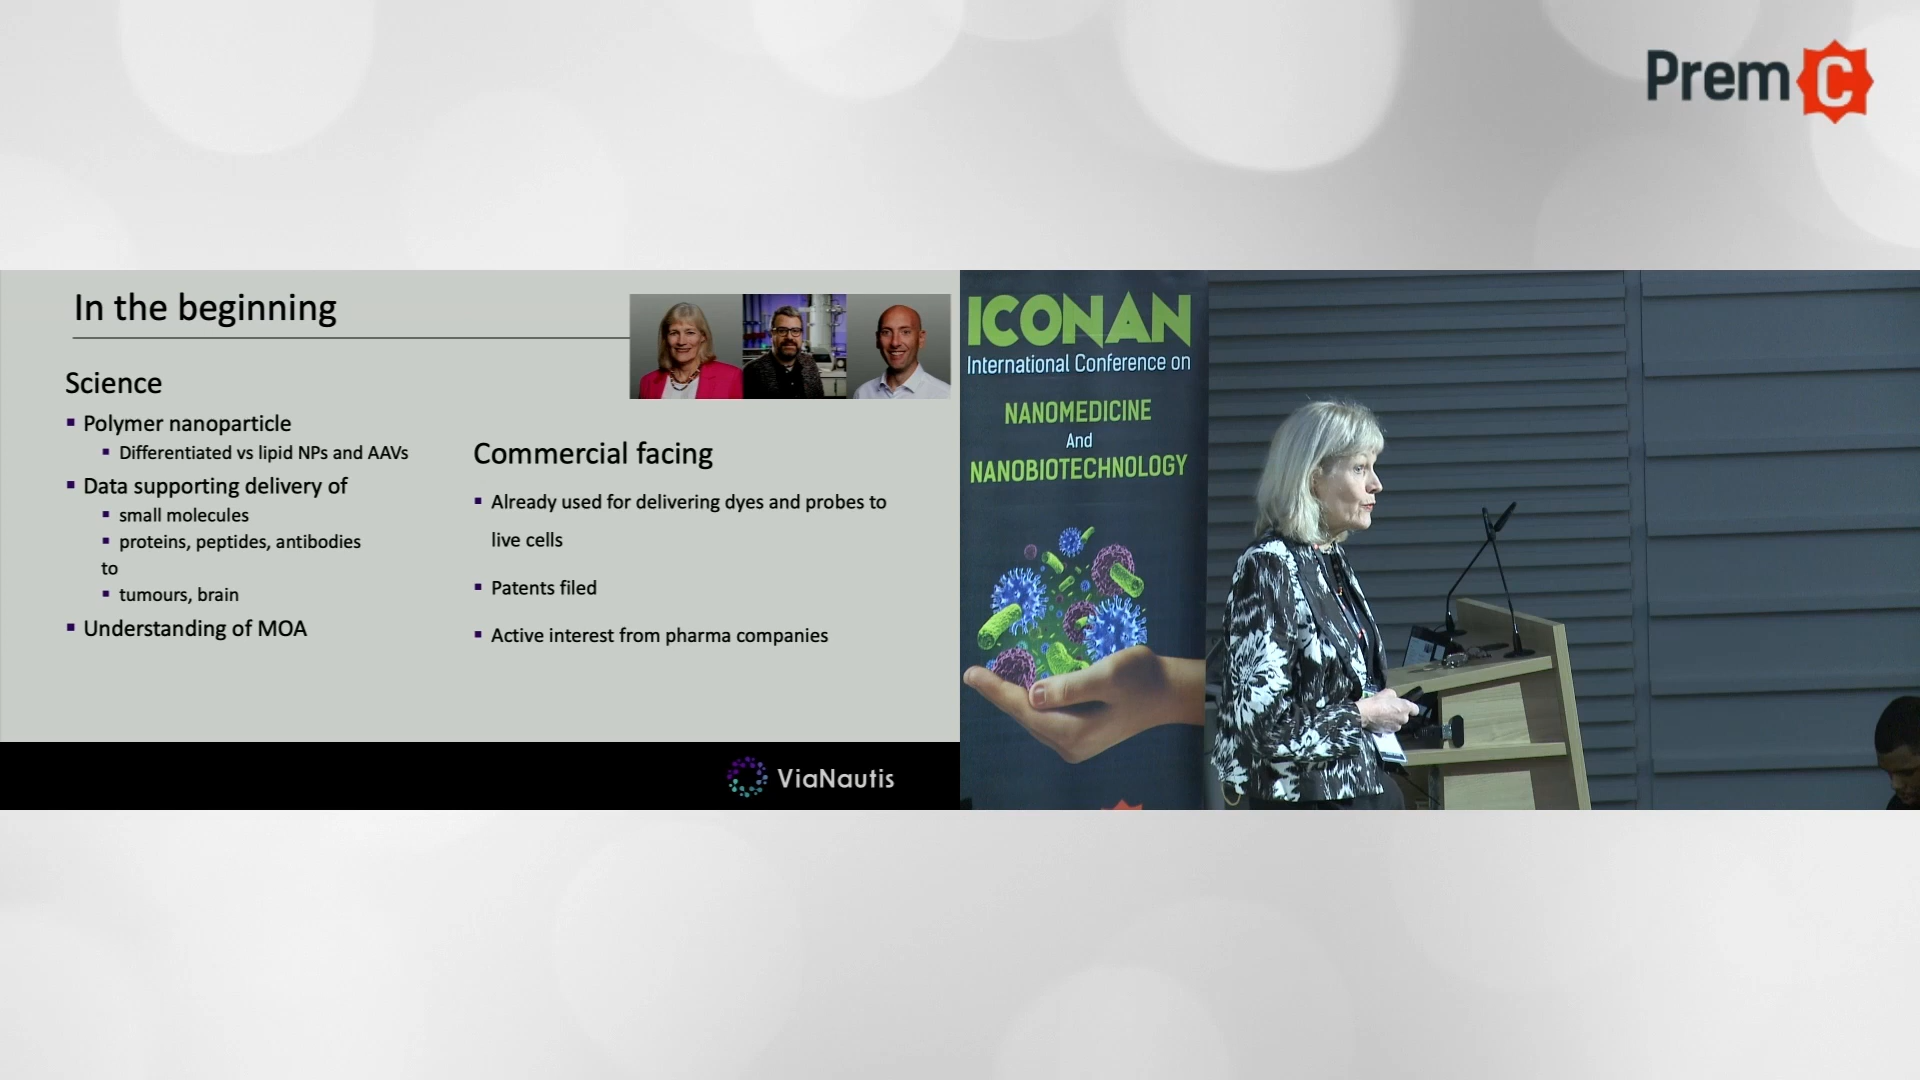 Prem C
In the beginning
Science
▪ Polymer nanoparticle
▪ Differentiated vs lipid NPs and AAVs
▪ Data supporting delivery of
▪ small molecules
▪ proteins, peptides, antibodies
to
▪ tumours, brain
▪ Understanding of MOA
Commercial facing
▪ Already used for delivering dyes and probes to
live cells
▪ Patents filed
▪ Active interest from pharma companies
ViaNautis
ICONAN
International Conference on
NANOMEDICINE
And
NANOBIOTECHNOLOGY